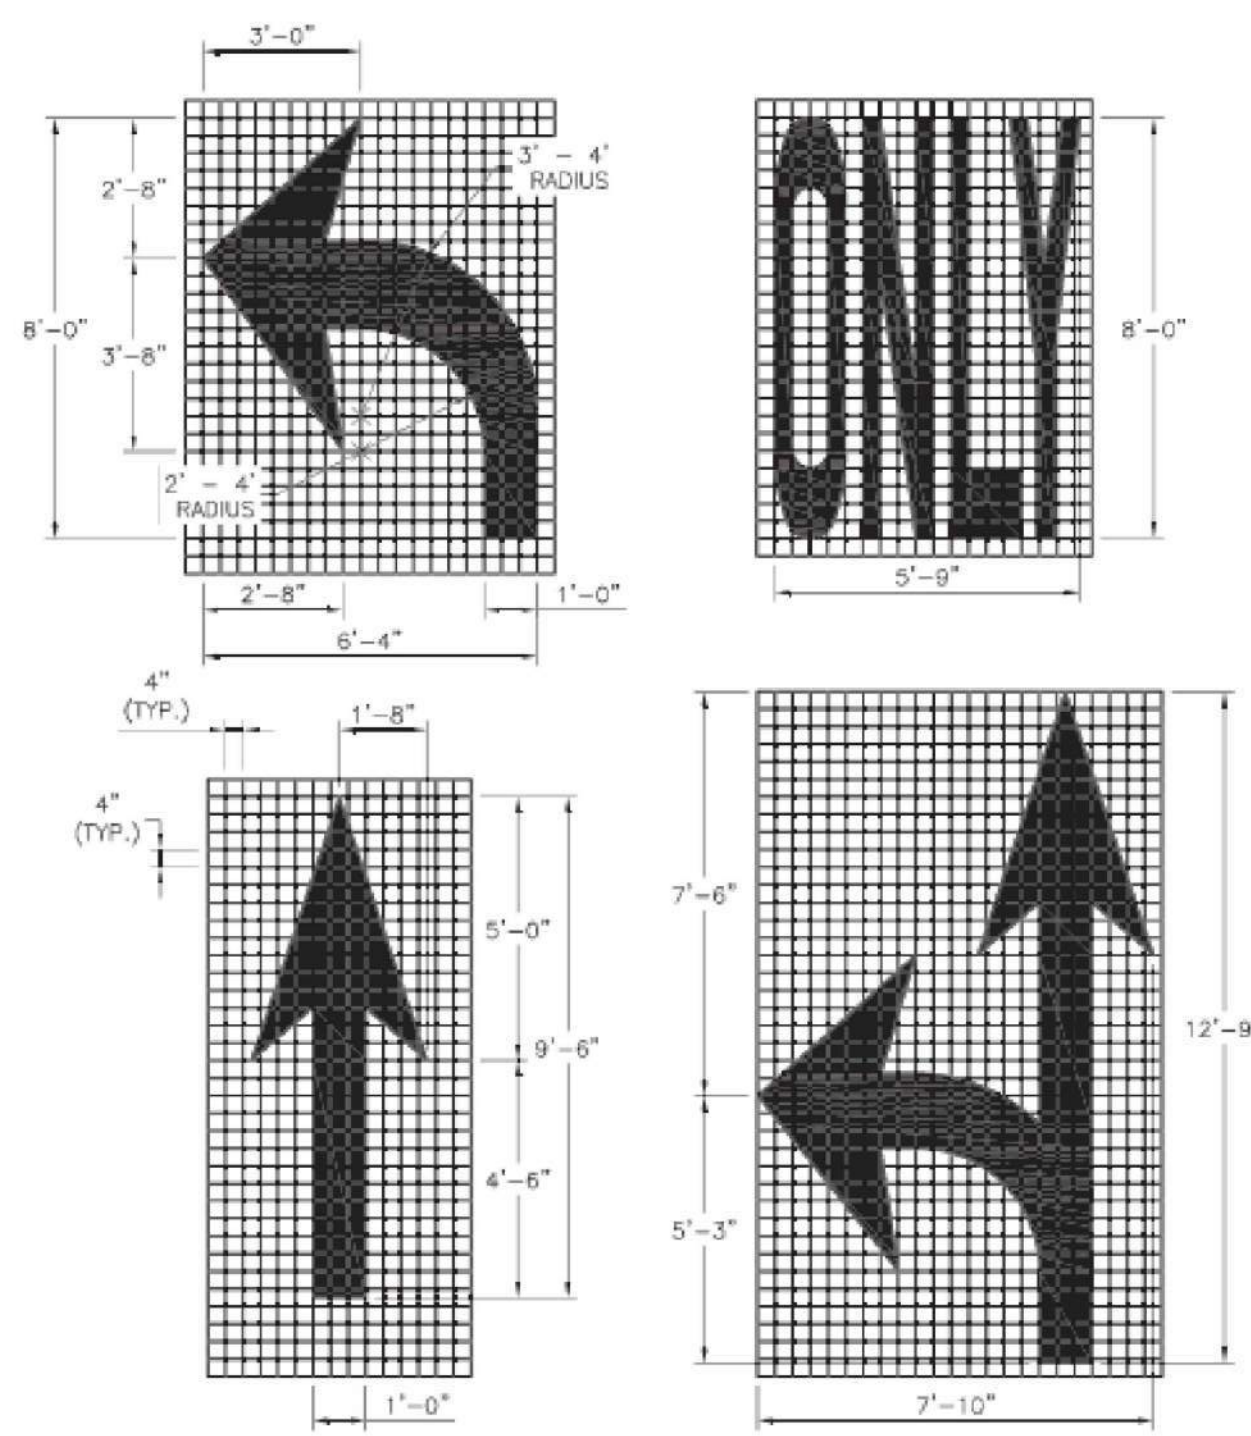 3'-0"
2'-8"
8'-0"
3'-8"
3' - 4'
RADIUS
2' - 4'
RADIUS
2'-8"
1'-0"
6'-4"
ONLY
8'-0"
5'-9"
4"
(TYP.)
1'-8"
4"
(TYP.)
5'-0"
9'-6"
4'-6"
1'-0"
7'-6"
12'-9
5'-3"
7'-10"